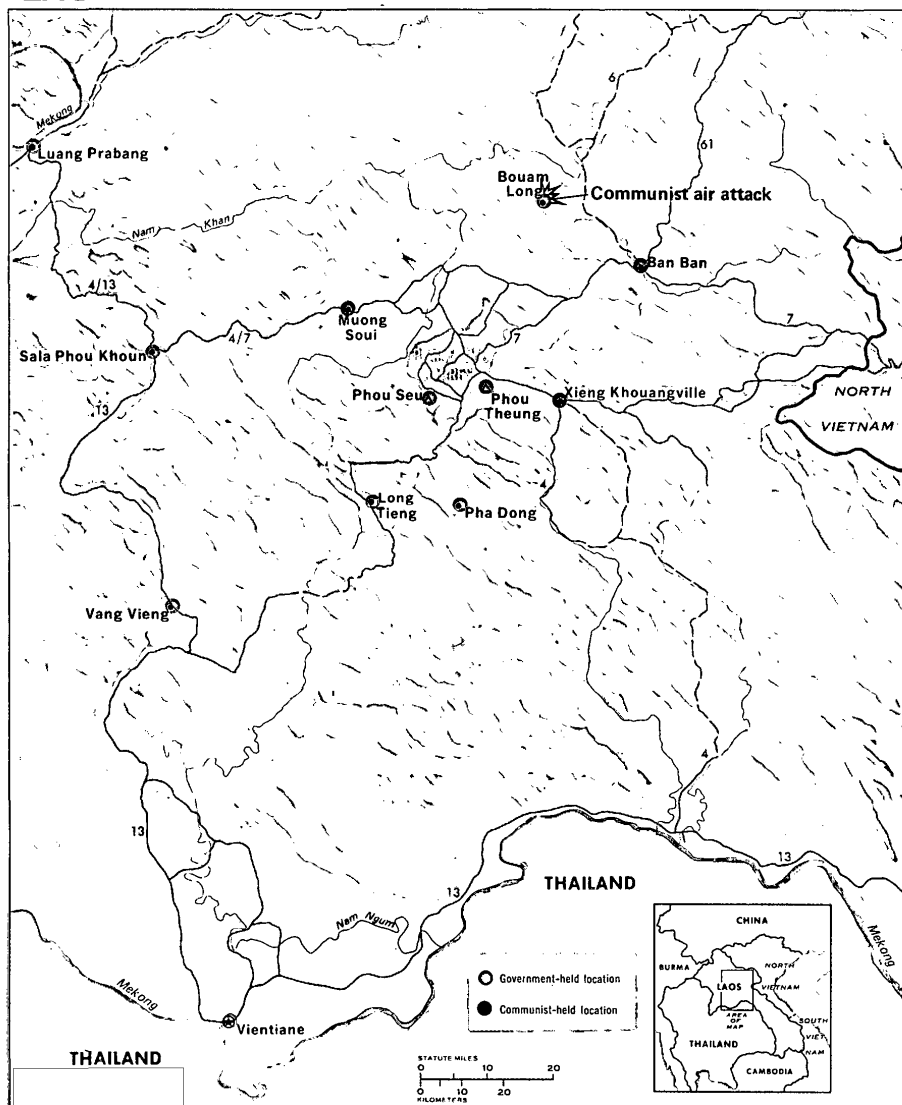 Mekong
Luang Prabang
6
61
Bouam
Long
Communist air attack
Nam Khan
Ban Ban
4/13
Muong
Soui
4/7
7
7
Sala Phou Khoun
13
Phou Seu
Phou
Theung
Xieng Khouangville
NORTH
VIETNAM
Long
Tieng
Pha Dong
4
Vang Vieng
4
13
13
THAILAND
13
Nam Ngum
Mekong
Mekong
Vientiane
THAILAND
Government-held location
Communist-held location
STATUTE MILES
0 20
0 10 20
KILOMETERS
CHINA
BURMA
NORTH
VIETNAM
LAOS
AREA
OF
MAP
THAILAND
SOUTH
VIET
NAM
CAMBODIA